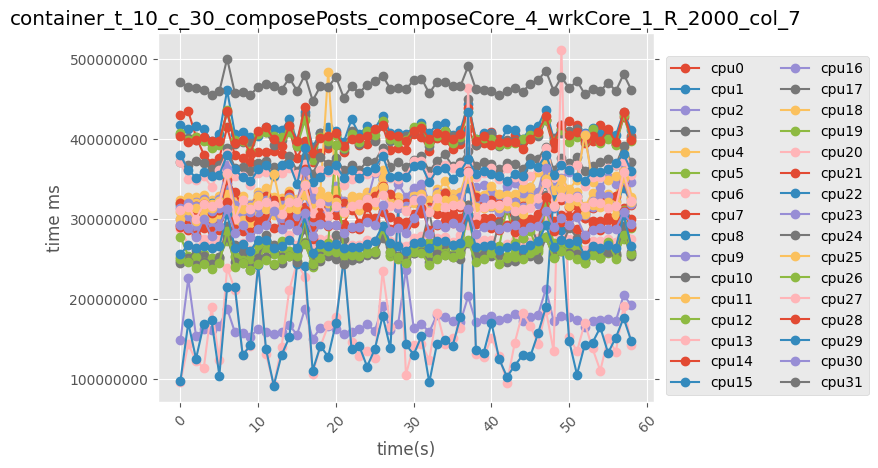 container_t_10_c_30_composePosts_composeCore_4_wrkCore_1_R_2000_col_7
time ms
500000000
400000000
300000000
200000000
100000000
0
10
20
30
40
50
60
time(s)
cpu0
cpu1
cpu2
cpu3
cpu4
cpu5
cpu6
cpu7
cpu8
cpu9
cpu10
cpu11
cpu12
cpu13
cpu14
cpu15
cpu16
cpu17
cpu18
cpu19
cpu20
cpu21
cpu22
cpu23
cpu24
cpu25
cpu26
cpu27
cpu28
cpu29
cpu30
cpu31